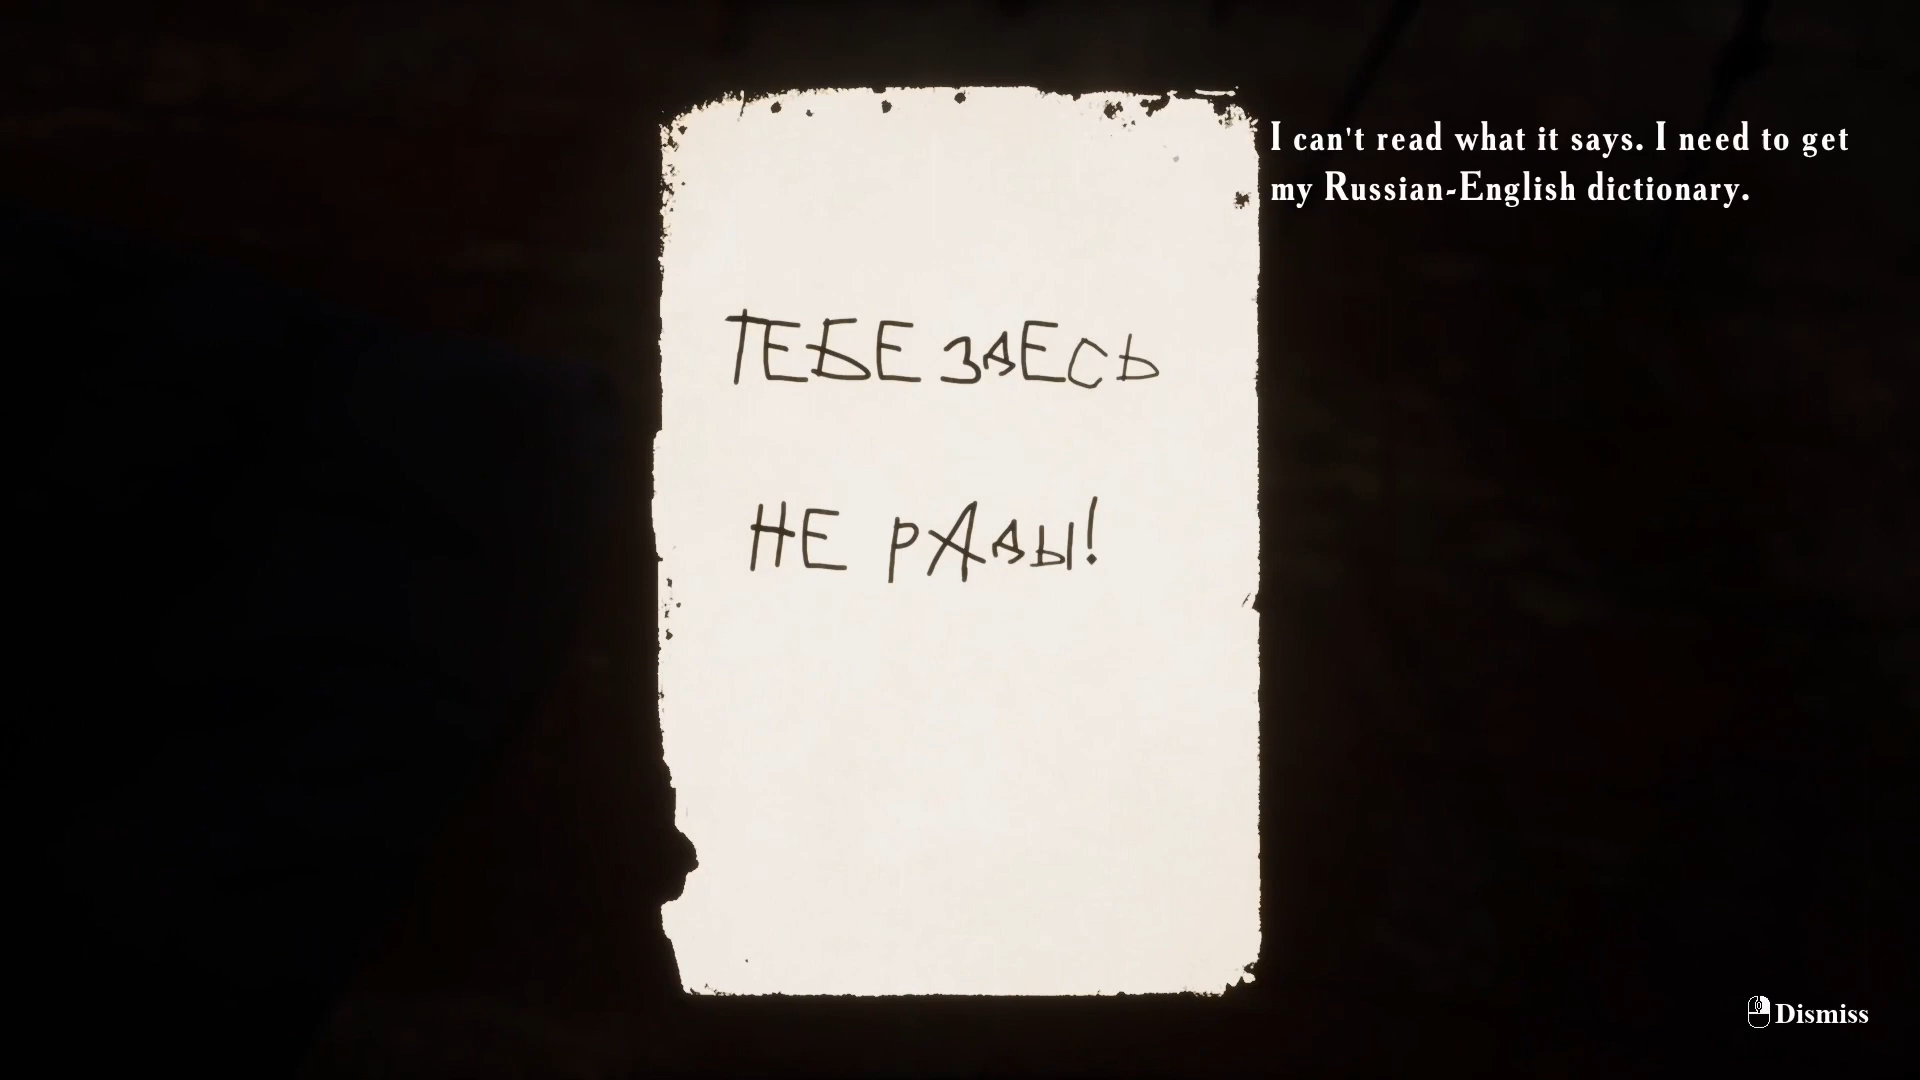 I can't read what it says. I need to get
my Russian-English dictionary.
ТЕБЕ ЗДЕСЬ
НЕ РАДЫ!
Dismiss